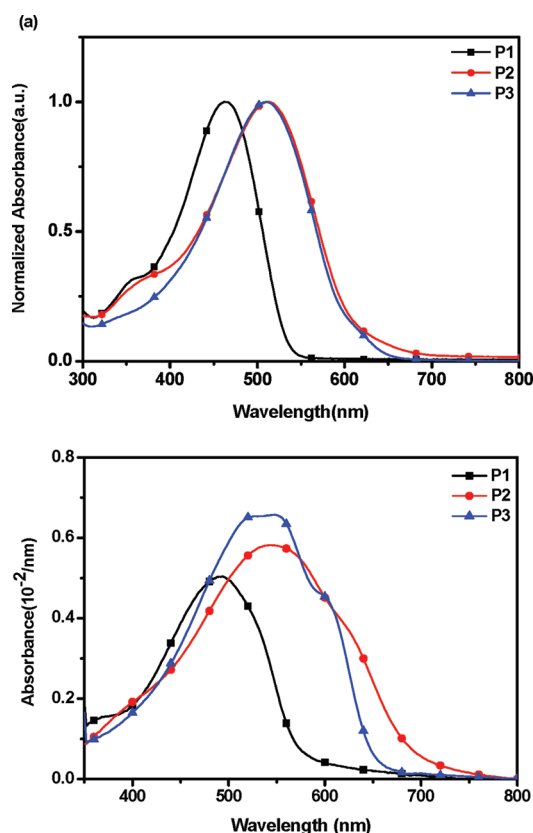 (a)
P1
P2
P3
1.0
0.5
0.0
Normalized Absorbance(a.u.)
300 400 500 600 700 800
Wavelength(nm)
P1
P2
P3
0.8
0.6
0.4
0.2
0.0
Absorbance(10⁻²/nm)
400 500 600 700 800
Wavelength (nm)